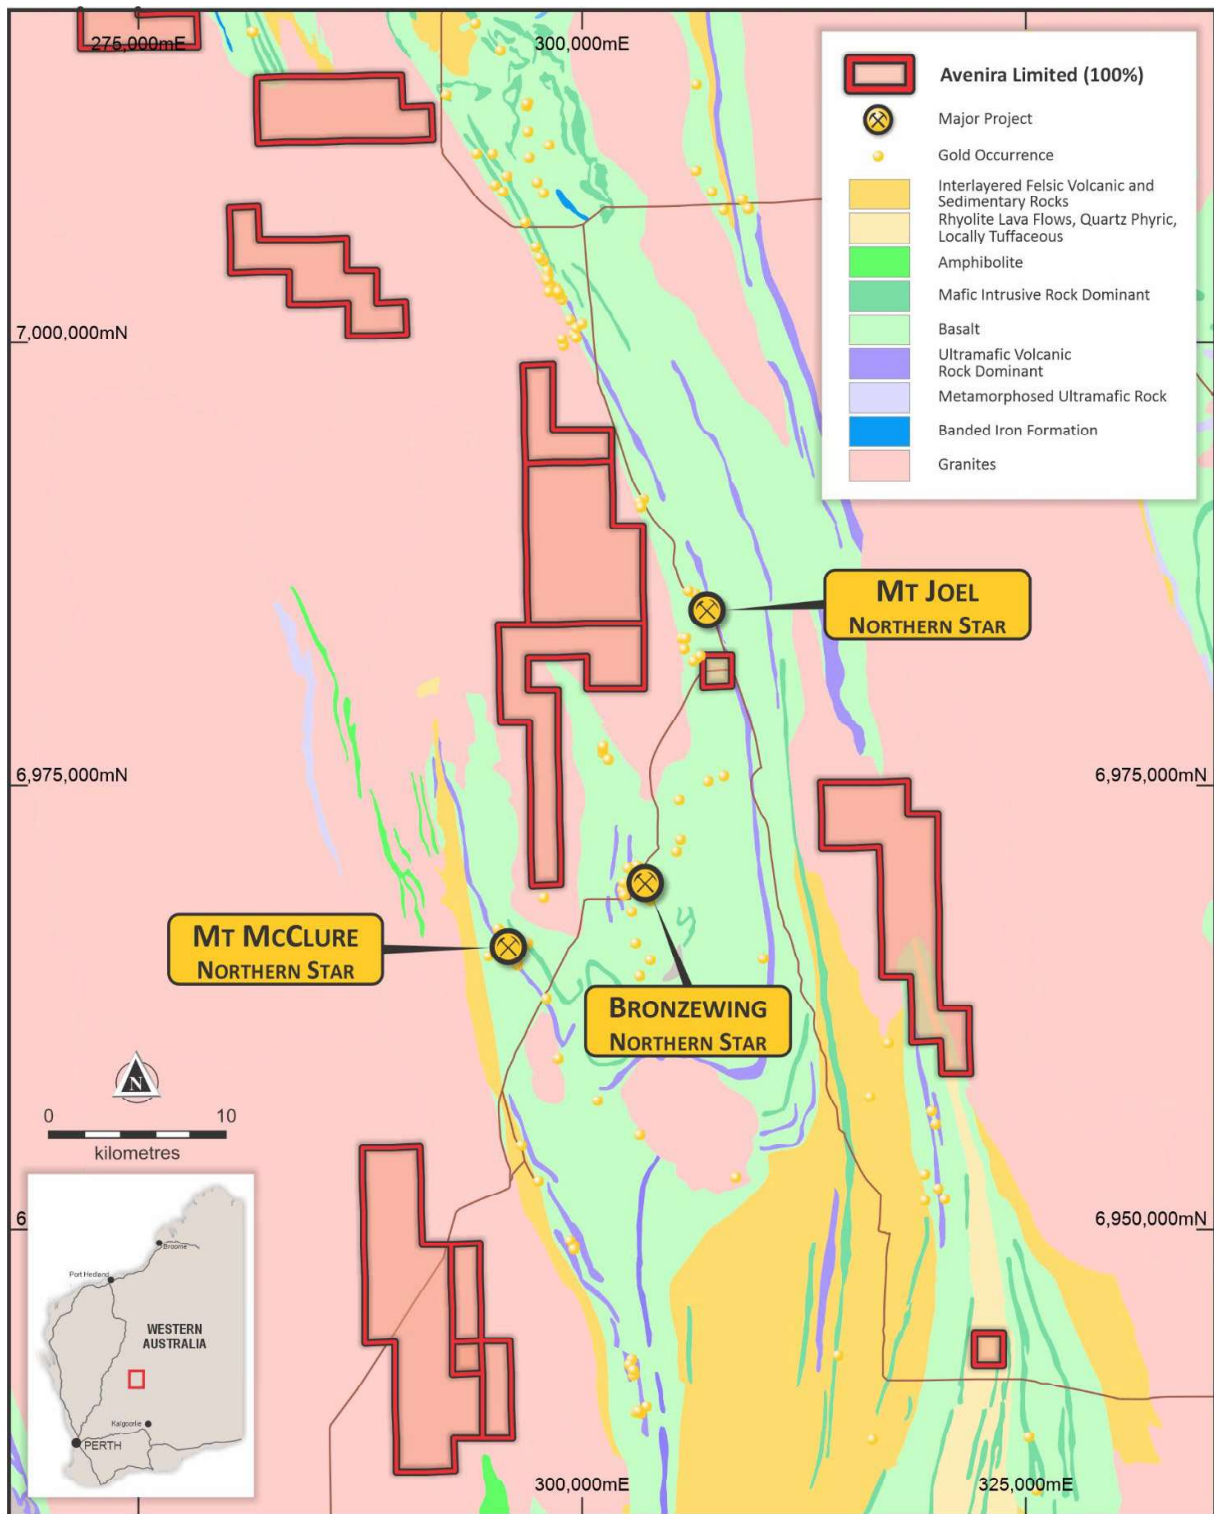 275,000mE
300,000mE
Avenira Limited (100%)
Major Project
Gold Occurrence
Interlayered Felsic Volcanic and
Sedimentary Rocks
Rhyolite Lava Flows, Quartz Phyric,
Locally Tuffaceous
Amphibolite
Mafic Intrusive Rock Dominant
Basalt
Ultramafic Volcanic
Rock Dominant
Metamorphosed Ultramafic Rock
Banded Iron Formation
Granites
7,000,000mN
MT JOEL
NORTHERN STAR
6,975,000mN
6,975,000mN
MT MCCLURE
NORTHERN STAR
BRONZEWING
NORTHERN STAR
N
0 10
kilometres
6
6,950,000mN
Broome
Port Hedland
WESTERN
AUSTRALIA
Kalgoorlie
PERTH
300,000mE
325,000mE